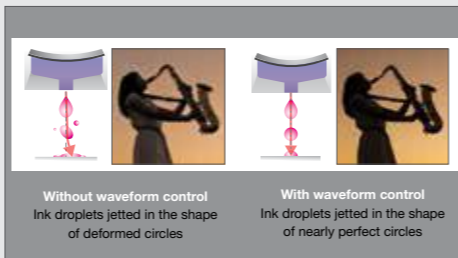 Without waveform control
Ink droplets jetted in the shape
of deformed circles
With waveform control
Ink droplets jetted in the shape
of nearly perfect circles